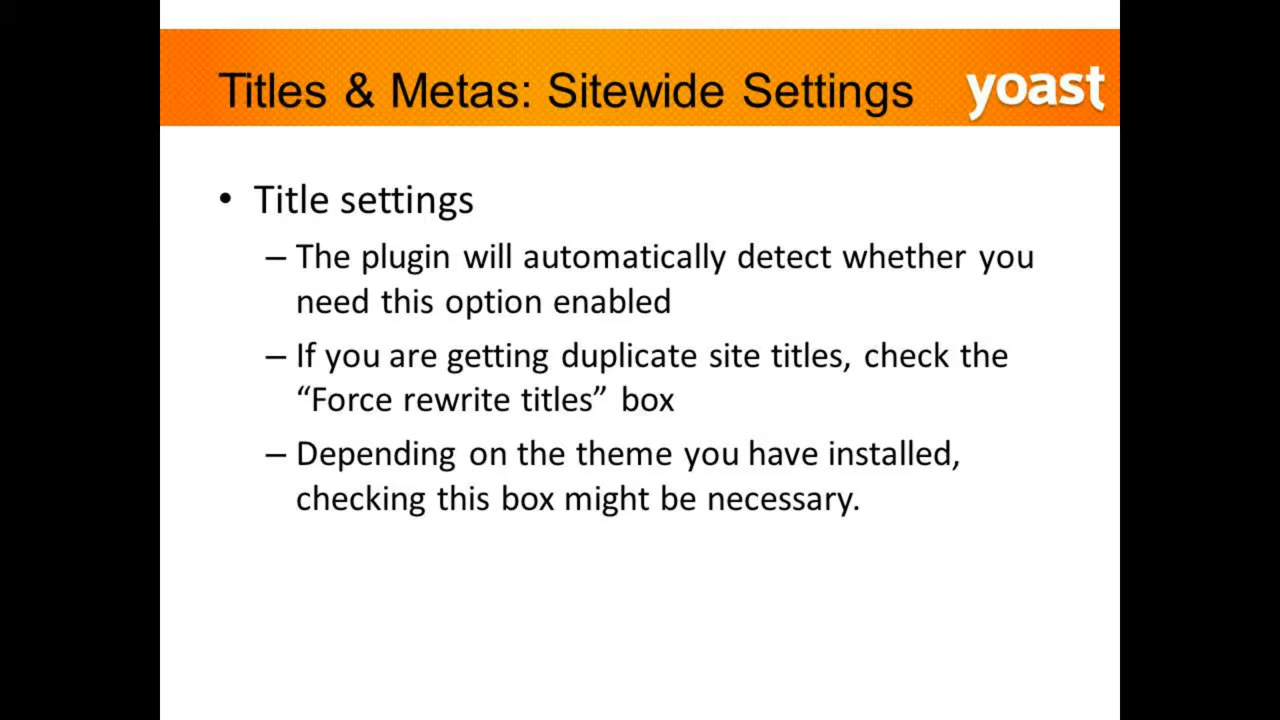 Titles & Metas: Sitewide Settings
yoast
• Title settings
– The plugin will automatically detect whether you
need this option enabled
– If you are getting duplicate site titles, check the
“Force rewrite titles” box
– Depending on the theme you have installed,
checking this box might be necessary.